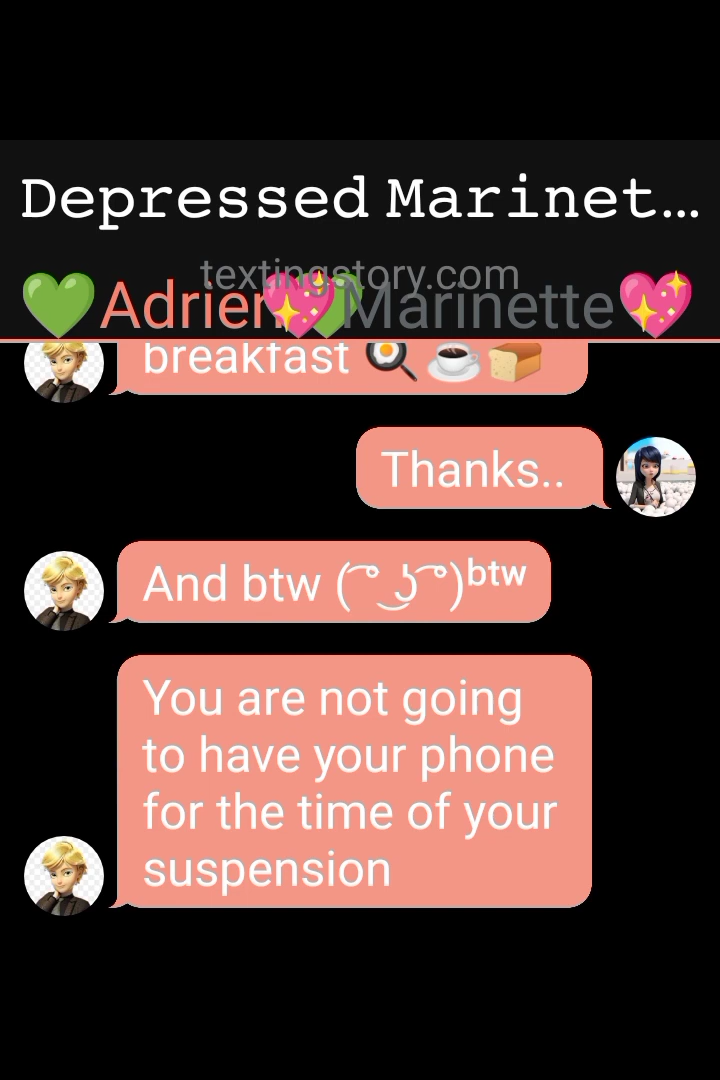 Depressed Marinet...
textingstory.com
💚Adrien💖💚Marinette💖
breakfast 🍳☕🍞
Thanks..
And btw ( ͡° ͜ʖ ͡°)ᵇᵗʷ
You are not going
to have your phone
for the time of your
suspension